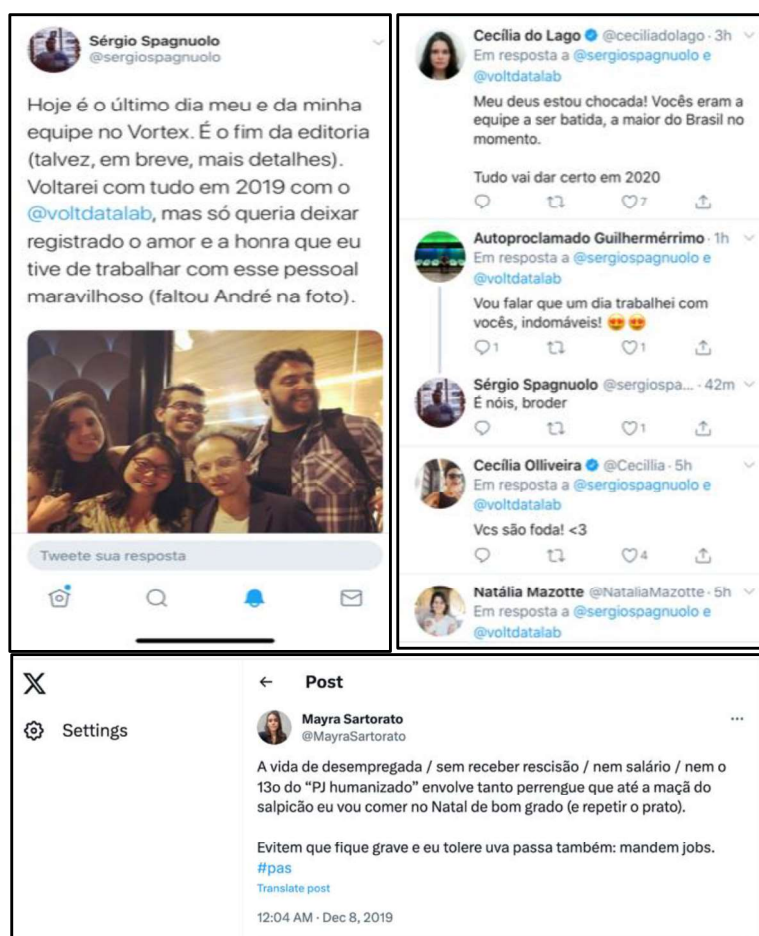 Sérgio Spagnuolo
@sergiospagnuolo
Hoje é o último dia meu e da minha
equipe no Vortex. É o fim da editoria
(talvez, em breve, mais detalhes).
Voltarei com tudo em 2019 com o
@voltdatalab, mas só queria deixar
registrado o amor e a honra que eu
tive de trabalhar com esse pessoal
maravilhoso (faltou André na foto).
Tweete sua resposta
Cecília do Lago @ceciliadolago · 3h
Em resposta a @sergiospagnuolo e
@voltdatalab
Meu deus estou chocada! Vocês eram a
equipe a ser batida, a maior do Brasil no
momento.
Tudo vai dar certo em 2020
7
Autoproclamado Guilhermérrimo · 1h
Em resposta a @sergiospagnuolo e
@voltdatalab
Vou falar que um dia trabalhei com
vocês, indomáveis! 😍 😍
1 1
Sérgio Spagnuolo @sergiospa... · 42m
É nóis, broder
1
Cecília Olliveira @Cecillia · 5h
Em resposta a @sergiospagnuolo e
@voltdatalab
Vcs são foda! <3
4
Natália Mazotte @NataliaMazotte · 5h
Em resposta a @sergiospagnuolo e
@voltdatalab
X
Settings
← Post
Mayra Sartorato
@MayraSartorato
A vida de desempregada / sem receber rescisão / nem salário / nem o
13o do “PJ humanizado” envolve tanto perrengue que até a maçã do
salpicão eu vou comer no Natal de bom grado (e repetir o prato).
Evitem que fique grave e eu tolere uva passa também: mandem jobs.
#pas
Translate post
12:04 AM · Dec 8, 2019